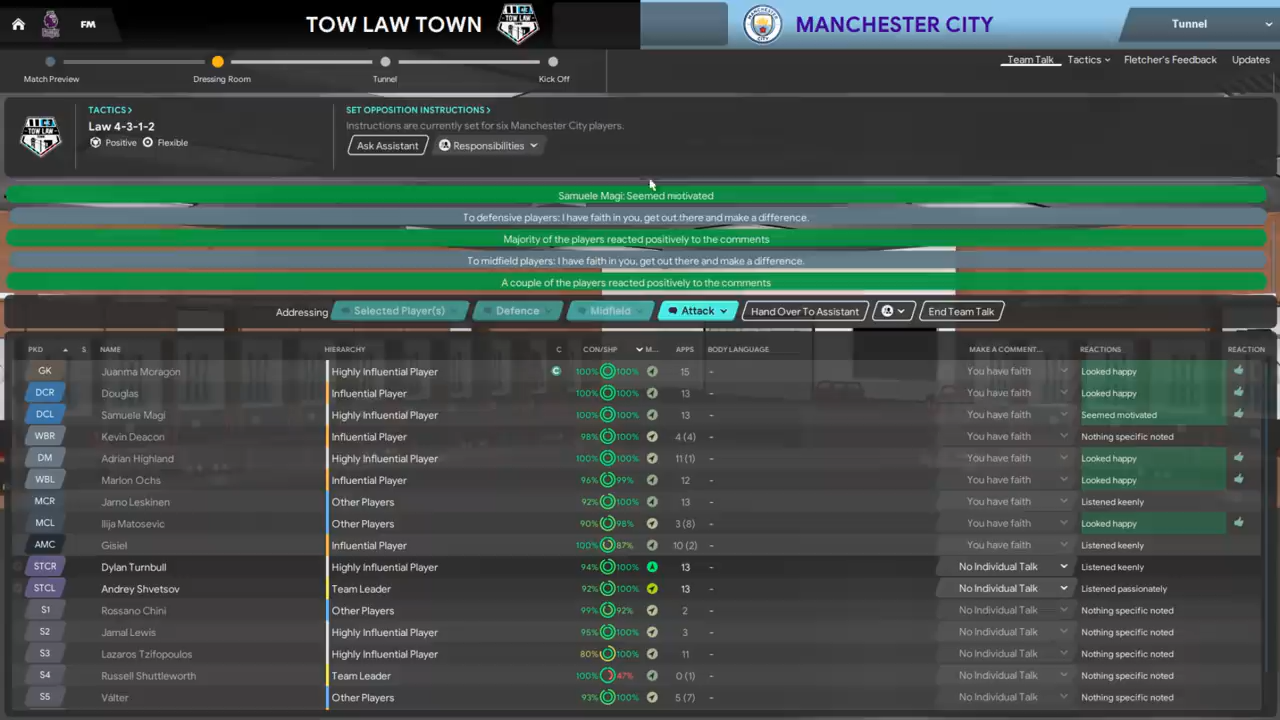 FM TOW LAW TOWN MANCHESTER CITY Tunnel
Match Preview Dressing Room Tunnel Kick Off
Team Talk Tactics Fletcher's Feedback Updates
TACTICS > SET OPPOSITION INSTRUCTIONS >
Law 4-3-1-2 Instructions are currently set for six Manchester City players.
Positive Flexible Ask Assistant Responsibilities
Samuele Magi: Seemed motivated
To defensive players: I have faith in you, get out there and make a difference.
Majority of the players reacted positively to the comments
To midfield players: I have faith in you, get out there and make a difference.
A couple of the players reacted positively to the comments
Addressing Selected Player(s) Defence Midfield Attack Hand Over To Assistant End Team Talk
PKD S NAME HIERARCHY C CON/SHP M... APPS BODY LANGUAGE MAKE A COMMENT... REACTIONS REACTION
GK Juanma Moragon Highly Influential Player C 100% 100% 15 - You have faith Looked happy
DCR Douglas Influential Player 100% 100% 13 - You have faith Looked happy
DCL Samuele Magi Highly Influential Player 100% 100% 13 - You have faith Seemed motivated
WBR Kevin Deacon Influential Player 98% 100% 4 (4) - You have faith Nothing specific noted
DM Adrian Highland Highly Influential Player 100% 100% 11 (1) - You have faith Looked happy
WBL Marlon Ochs Influential Player 96% 99% 12 - You have faith Looked happy
MCR Jarno Leskinen Other Players 92% 100% 13 - You have faith Listened keenly
MCL Ilija Matosevic Other Players 90% 98% 3 (8) - You have faith Looked happy
AMC Gisiel Influential Player 100% 87% 10 (2) - You have faith Listened keenly
STCR Dylan Turnbull Highly Influential Player 94% 100% 13 - No Individual Talk Listened keenly
STCL Andrey Shvetsov Team Leader 92% 100% 13 - No Individual Talk Listened passionately
S1 Rossano Chini Other Players 99% 92% 2 - No Individual Talk Nothing specific noted
S2 Jamal Lewis Highly Influential Player 95% 100% 3 - No Individual Talk Nothing specific noted
S3 Lazaros Tzifopoulos Highly Influential Player 80% 100% 11 - No Individual Talk Nothing specific noted
S4 Russell Shuttleworth Team Leader 100% 47% 0 (1) - No Individual Talk Nothing specific noted
S5 Válter Other Players 93% 100% 5 (7) - No Individual Talk Nothing specific noted